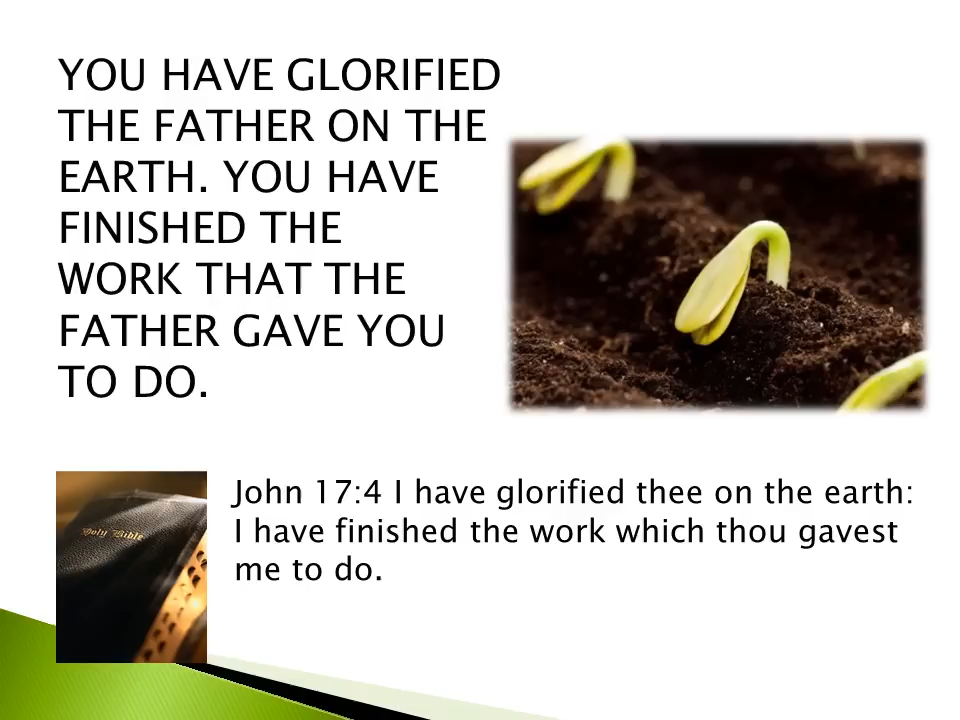 YOU HAVE GLORIFIED
THE FATHER ON THE
EARTH. YOU HAVE
FINISHED THE
WORK THAT THE
FATHER GAVE YOU
TO DO.
Holy Bible
John 17:4 I have glorified thee on the earth:
I have finished the work which thou gavest
me to do.